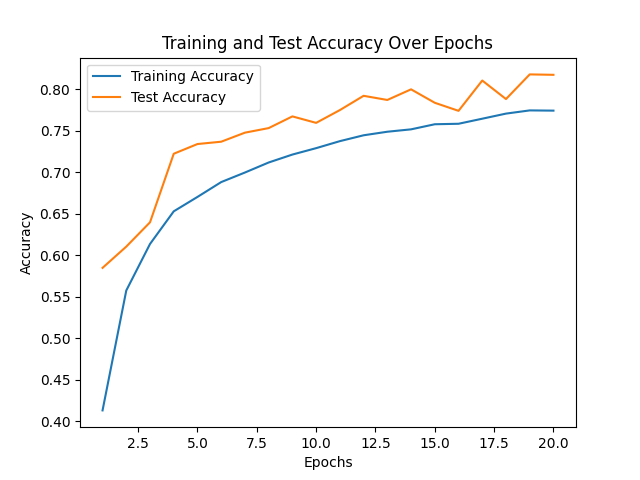 Training and Test Accuracy Over Epochs
Training Accuracy
Test Accuracy
Accuracy
0.80
0.75
0.70
0.65
0.60
0.55
0.50
0.45
0.40
2.5 5.0 7.5 10.0 12.5 15.0 17.5 20.0
Epochs